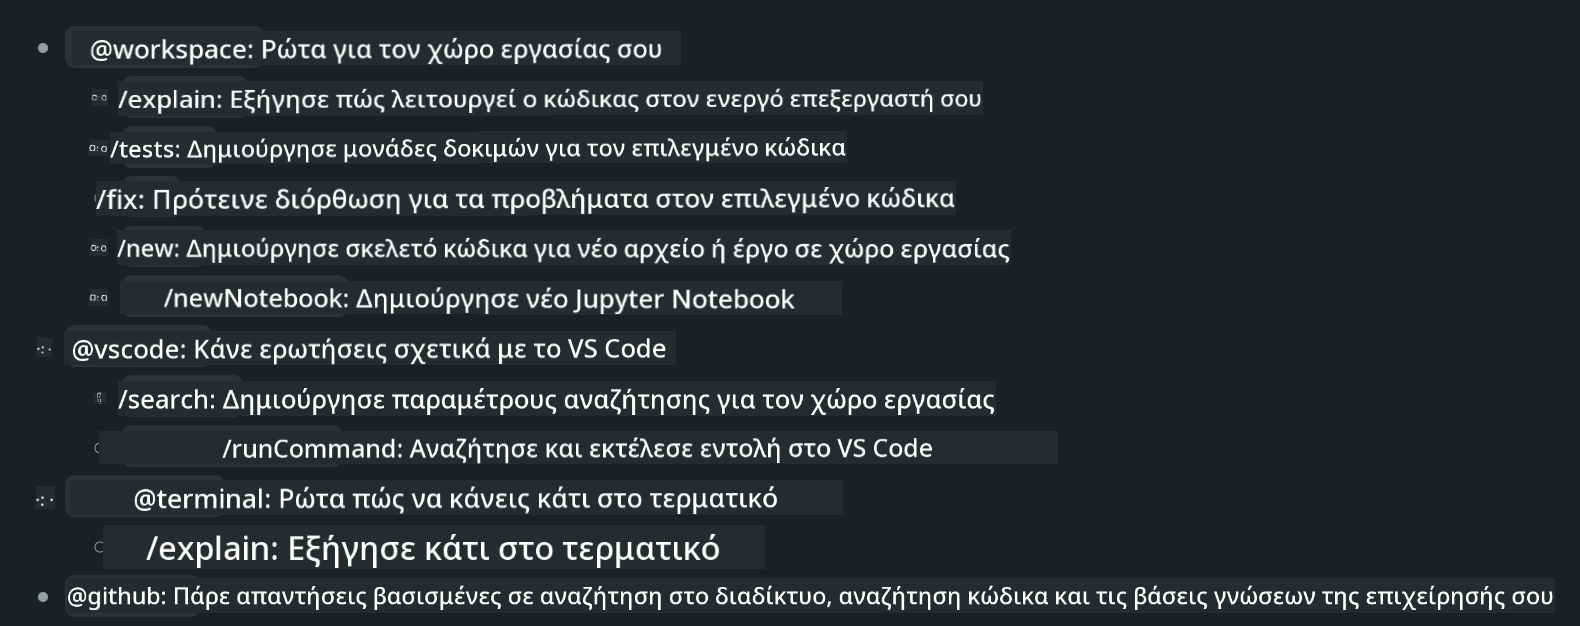 @workspace: Ρώτα για τον χώρο εργασίας σου
/explain: Εξήγησε πώς λειτουργεί ο κώδικας στον ενεργό επεξεργαστή σου
/tests: Δημιούργησε μονάδες δοκιμών για τον επιλεγμένο κώδικα
/fix: Πρότεινε διόρθωση για τα προβλήματα στον επιλεγμένο κώδικα
/new: Δημιούργησε σκελετό κώδικα για νέο αρχείο ή έργο σε χώρο εργασίας
/newNotebook: Δημιούργησε νέο Jupyter Notebook
@vscode: Κάνε ερωτήσεις σχετικά με το VS Code
/search: Δημιούργησε παραμέτρους αναζήτησης για τον χώρο εργασίας
/runCommand: Αναζήτησε και εκτέλεσε εντολή στο VS Code
@terminal: Ρώτα πώς να κάνεις κάτι στο τερματικό
/explain: Εξήγησε κάτι στο τερματικό
@github: Πάρε απαντήσεις βασισμένες σε αναζήτηση στο διαδίκτυο, αναζήτηση κώδικα και τις βάσεις γνώσεων της επιχείρησής σου